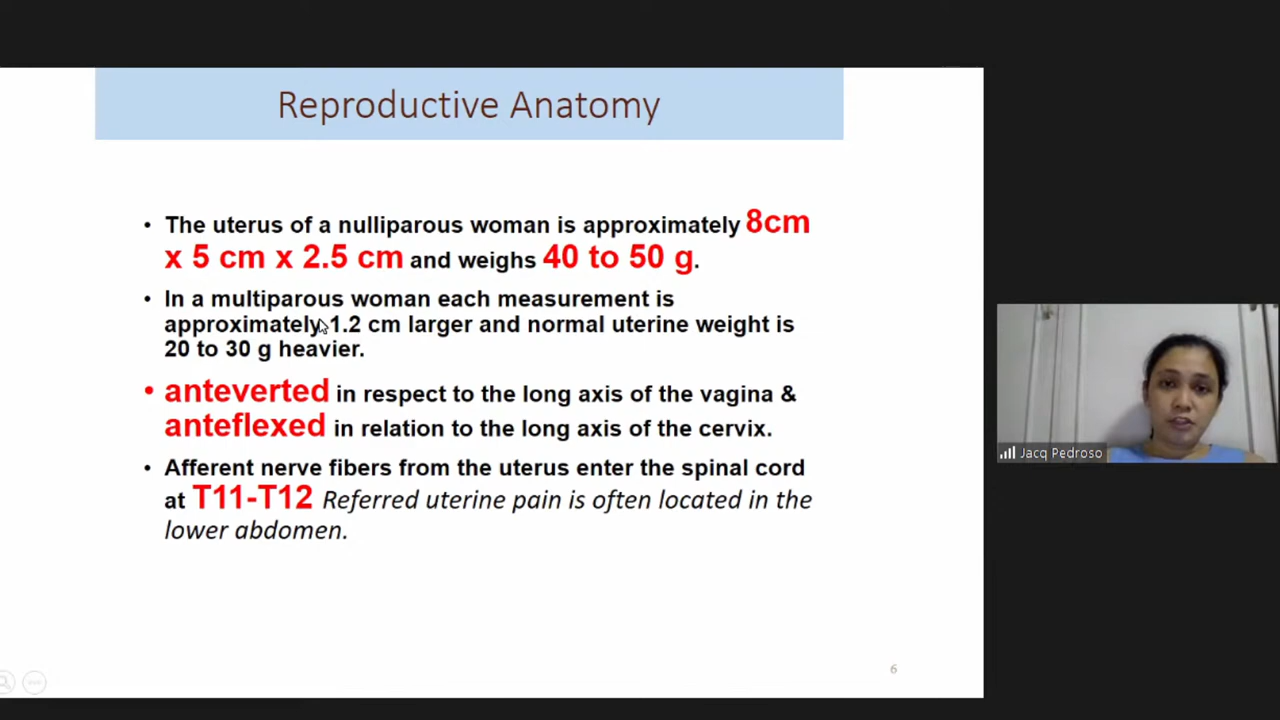 Reproductive Anatomy
• The uterus of a nulliparous woman is approximately 8cm
x 5 cm x 2.5 cm and weighs 40 to 50 g.
• In a multiparous woman each measurement is
approximately 1.2 cm larger and normal uterine weight is
20 to 30 g heavier.
• anteverted in respect to the long axis of the vagina &
anteflexed in relation to the long axis of the cervix.
• Afferent nerve fibers from the uterus enter the spinal cord
at T11-T12 Referred uterine pain is often located in the
lower abdomen.
6
Jacq Pedroso